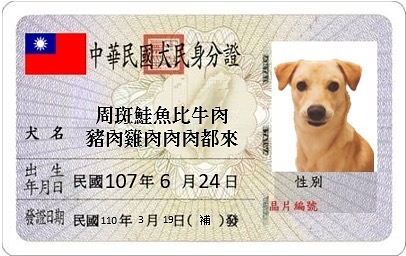 中華民國犬民身分證
犬名
周斑鮭魚比牛肉
豬肉雞肉肉肉都來
出生年月日
民國107年6月24日
性別
晶片編號
發證日期
民國110年3月19日(補)發